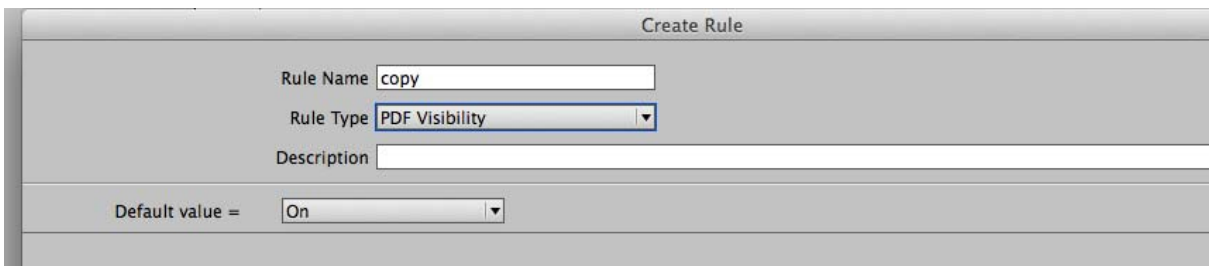 Create Rule
Rule Name copy
Rule Type PDF Visibility
Description
Default value = On